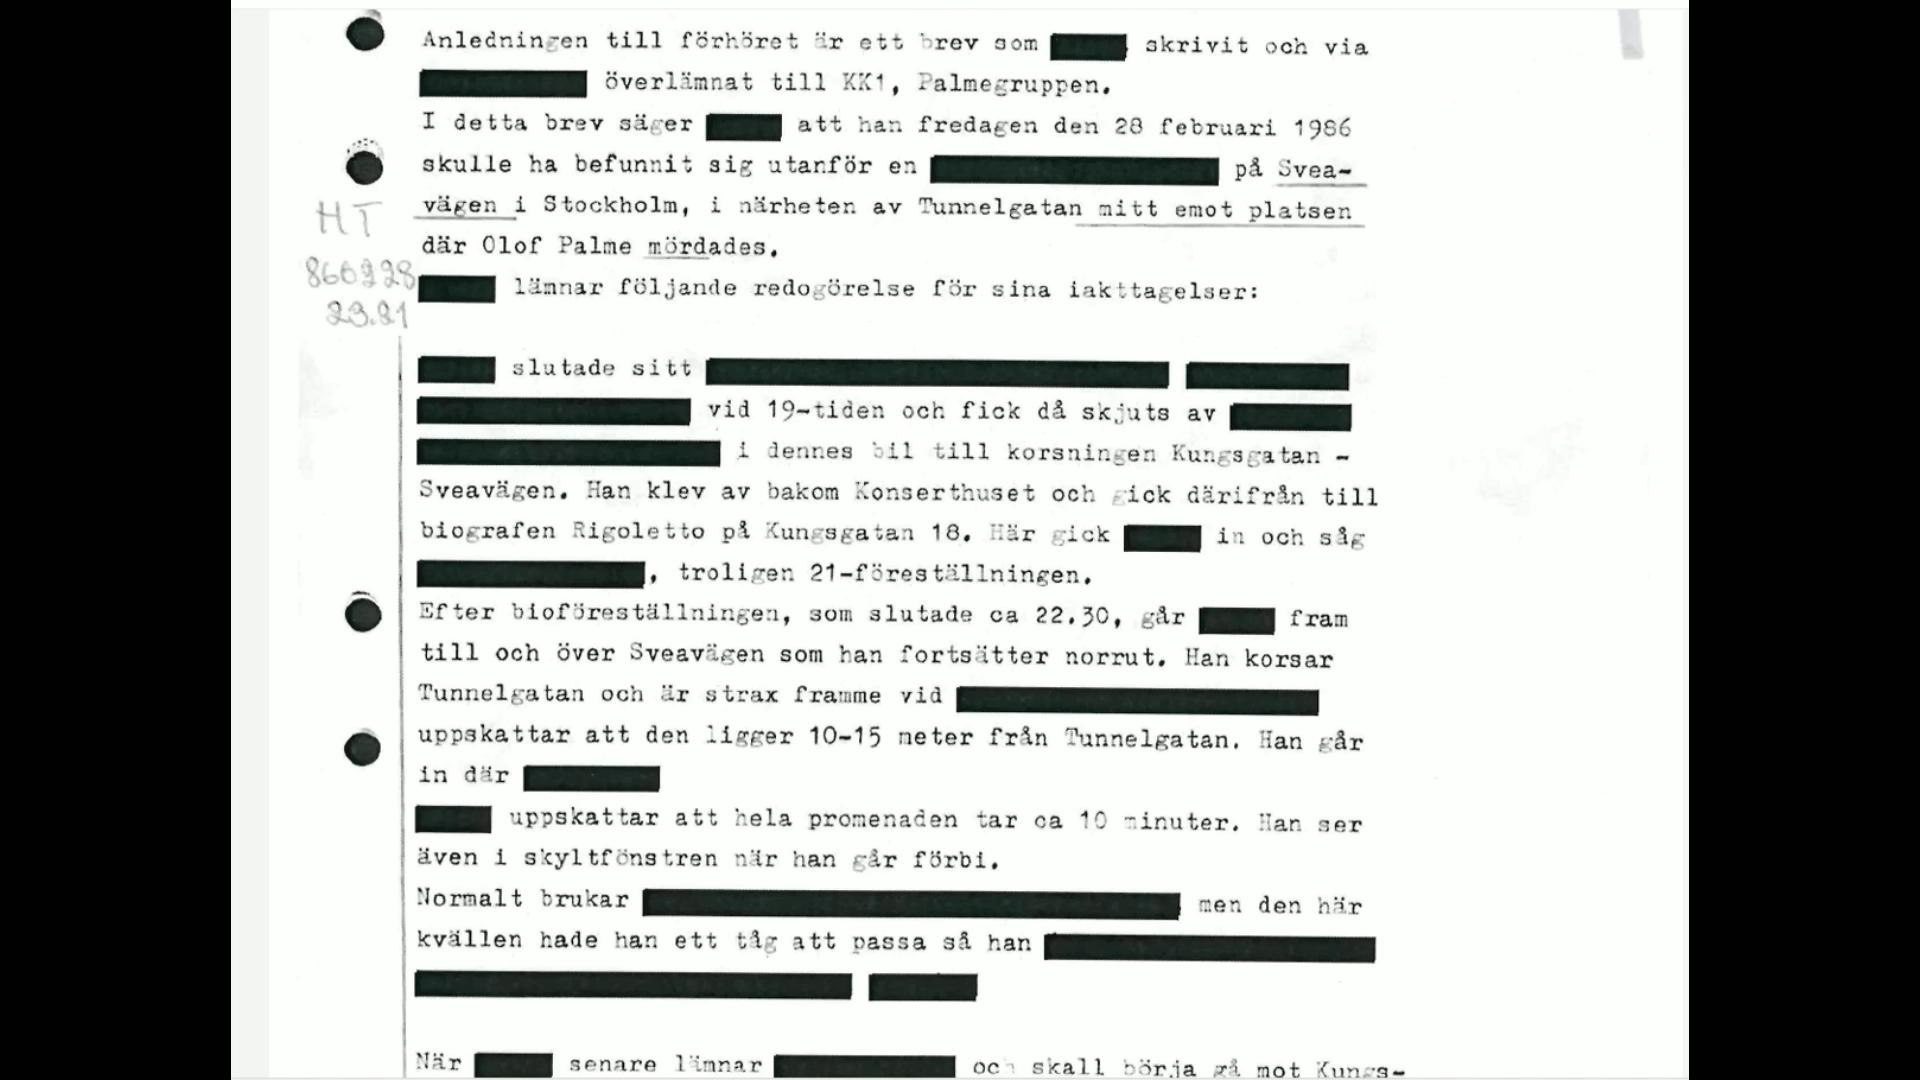 Anledningen till förhöret är ett brev som skrivit och via
överlämnat till KK1, Palmegruppen.
I detta brev säger att han fredagen den 28 februari 1986
skulle ha befunnit sig utanför en på Svea-
vägen i Stockholm, i närheten av Tunnelgatan mitt emot platsen
där Olof Palme mördades.
HT
860228
23.21
lämnar följande redogörelse för sina iakttagelser:
slutade sitt
vid 19-tiden och fick då skjuts av
i dennes bil till korsningen Kungsgatan -
Sveavägen. Han klev av bakom Konserthuset och gick därifrån till
biografen Rigoletto på Kungsgatan 18. Här gick in och såg
, troligen 21-föreställningen.
Efter bioföreställningen, som slutade ca 22.30, går fram
till och över Sveavägen som han fortsätter norrut. Han korsar
Tunnelgatan och är strax framme vid
uppskattar att den ligger 10-15 meter från Tunnelgatan. Han går
in där
uppskattar att hela promenaden tar ca 10 minuter. Han ser
även i skyltfönstren när han går förbi.
Normalt brukar men den här
kvällen hade han ett tåg att passa så han
När senare lämnar och skall börja gå mot Kungs-